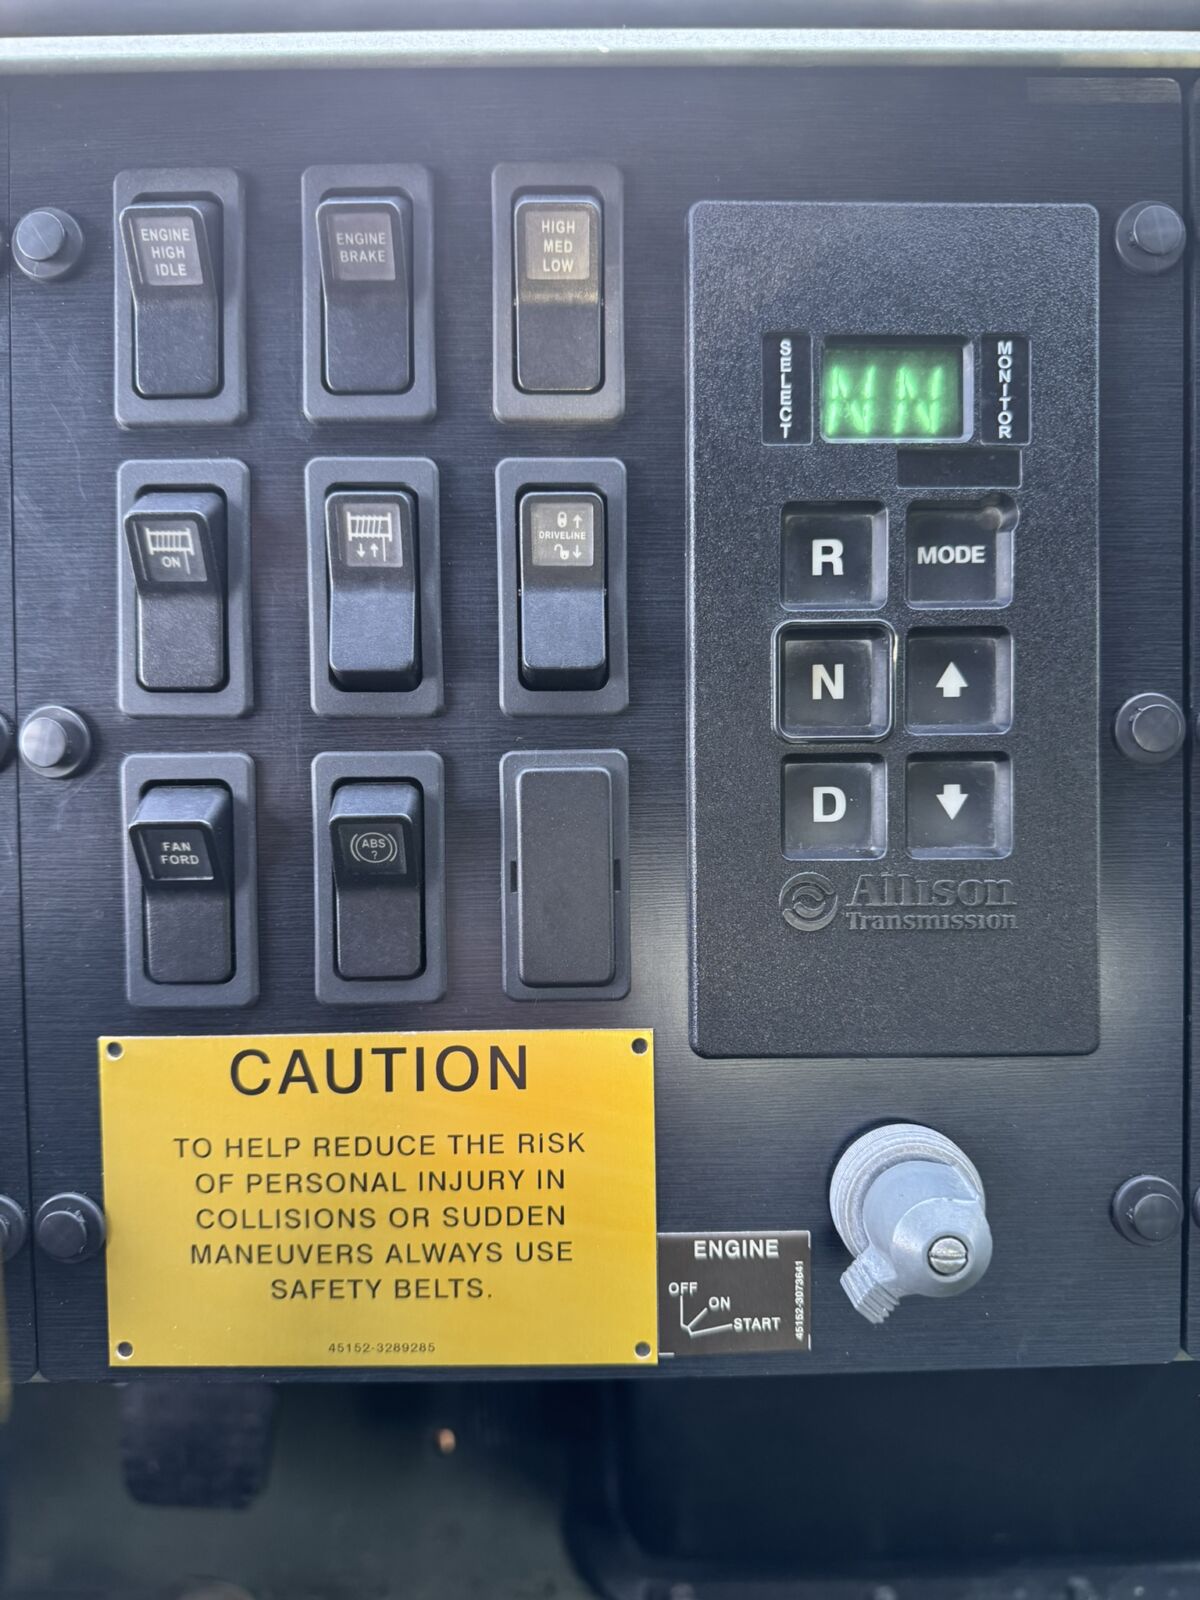 ENGINE
HIGH
IDLE
ENGINE
BRAKE
HIGH
MED
LOW
SELECT
N N
MONITOR
ON
DRIVELINE
R
MODE
N
D
FAN
FORD
ABS
?
Allison
Transmission
CAUTION
TO HELP REDUCE THE RISK
OF PERSONAL INJURY IN
COLLISIONS OR SUDDEN
MANEUVERS ALWAYS USE
SAFETY BELTS.
45152-3289285
ENGINE
OFF
ON
START
45152-3073641